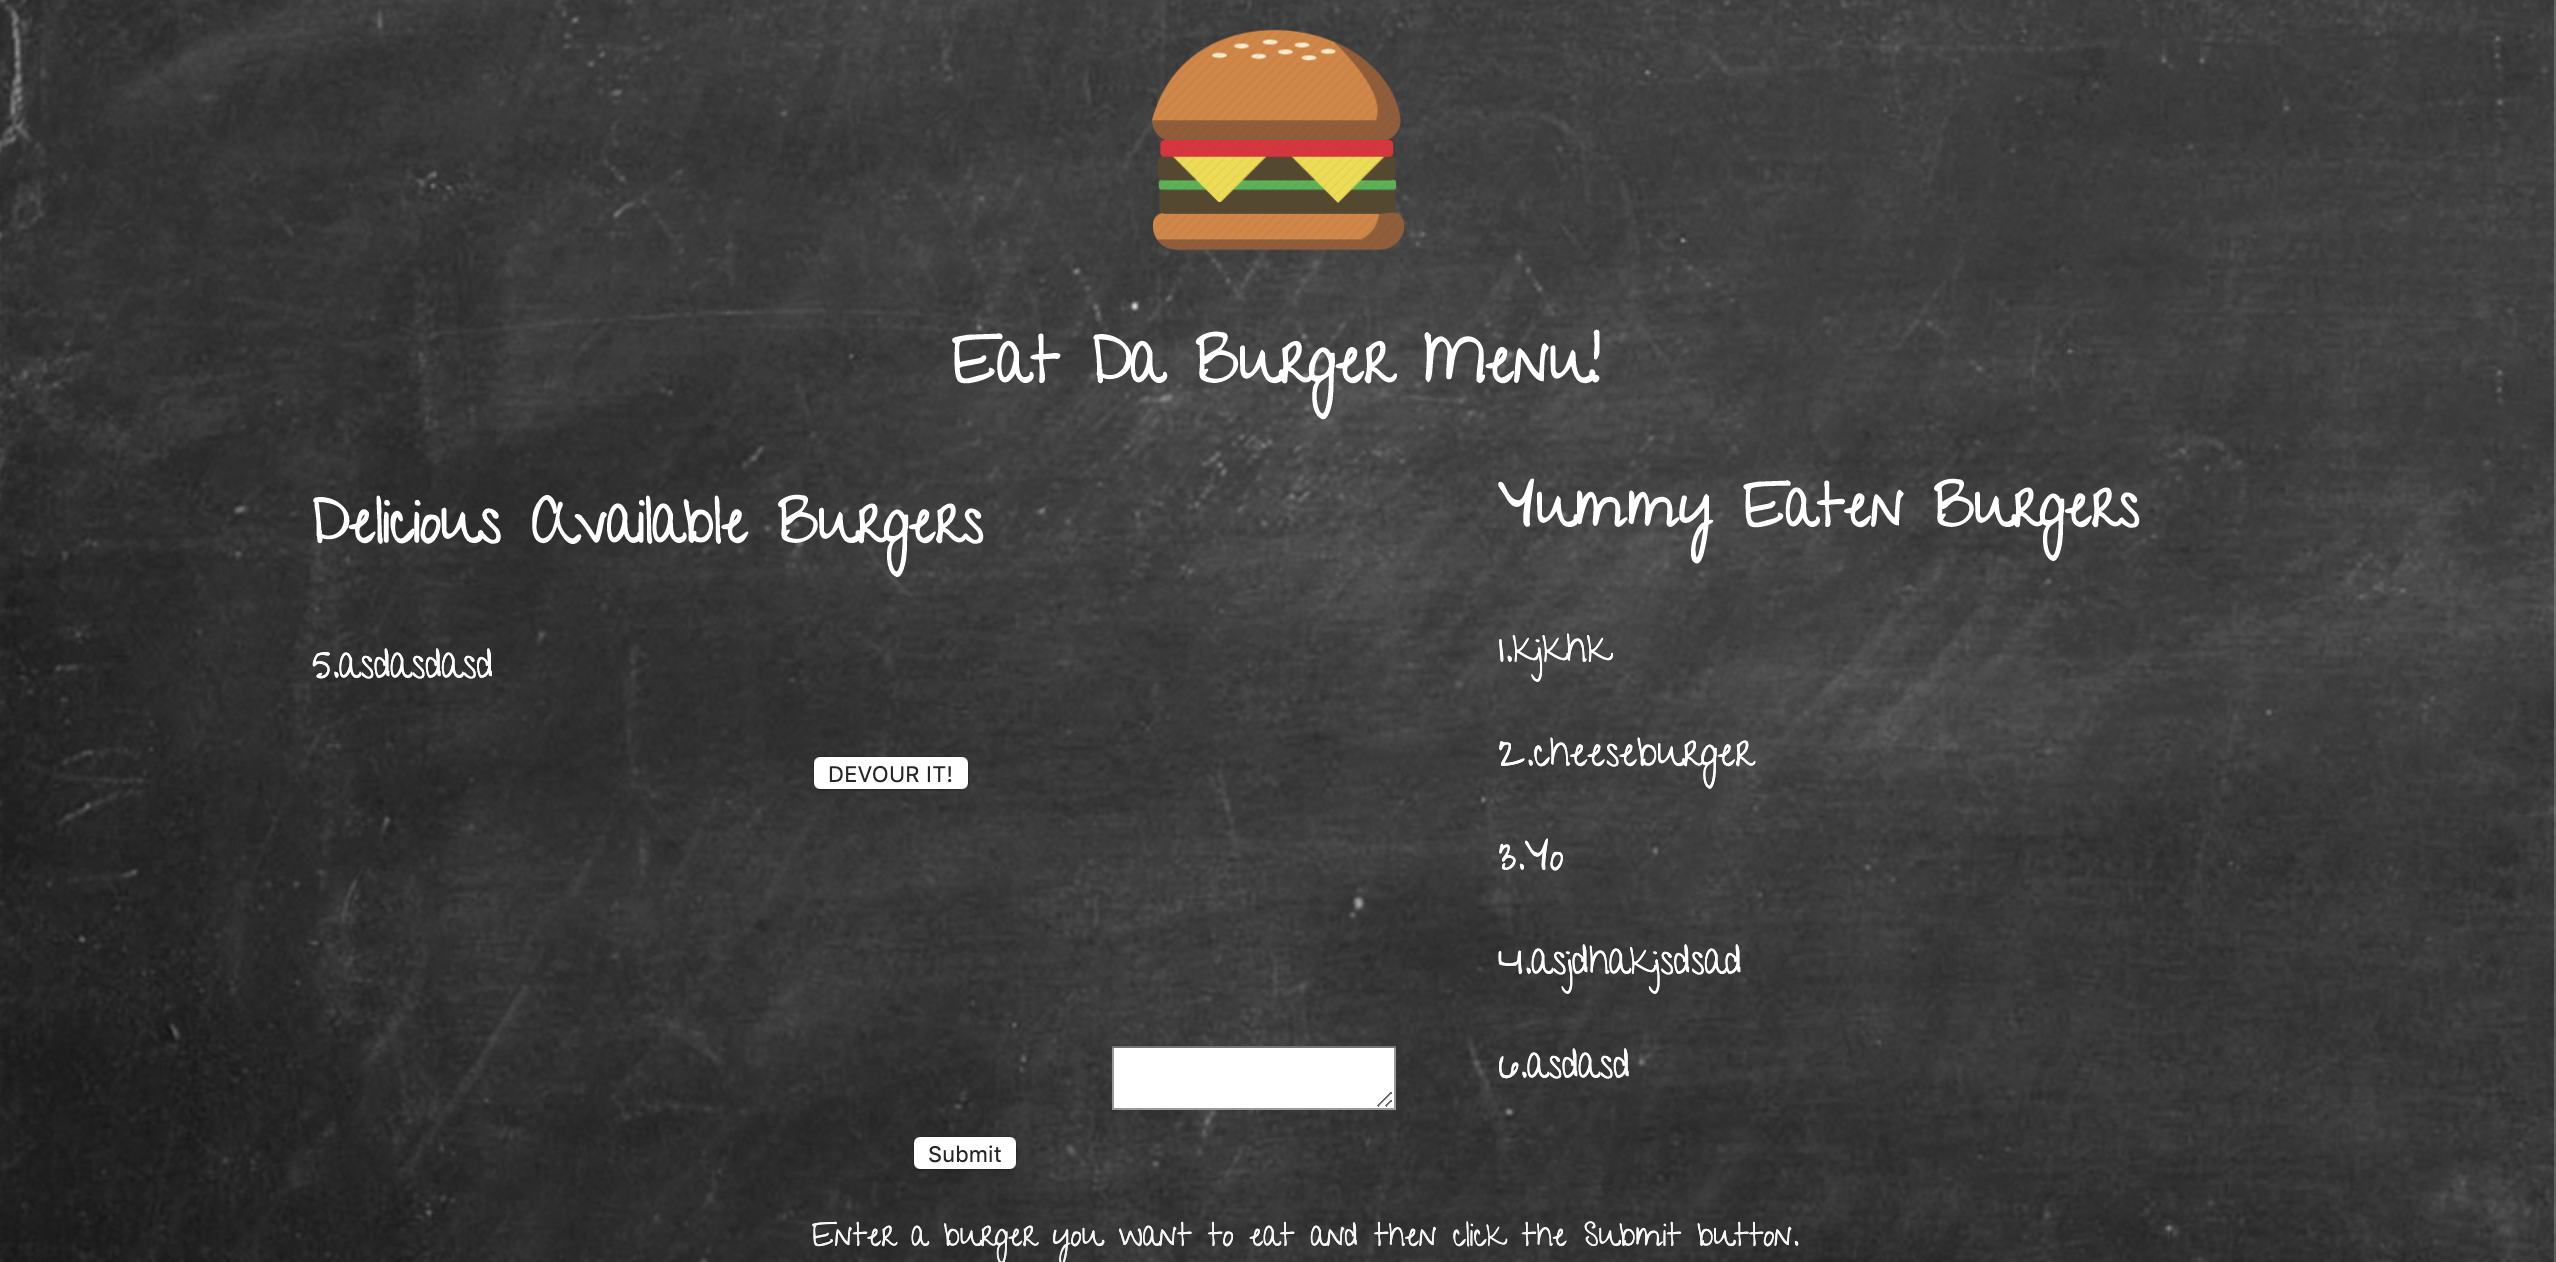 Eat Da Burger Menu!
Delicious Available Burgers
5.asdasdasd
DEVOUR IT!
Yummy Eaten Burgers
1.kjkhk
2.cheeseburger
3.Yo
4.asjdhakjsdsad
6.asdasd
Submit
Enter a burger you want to eat and then click the Submit button.